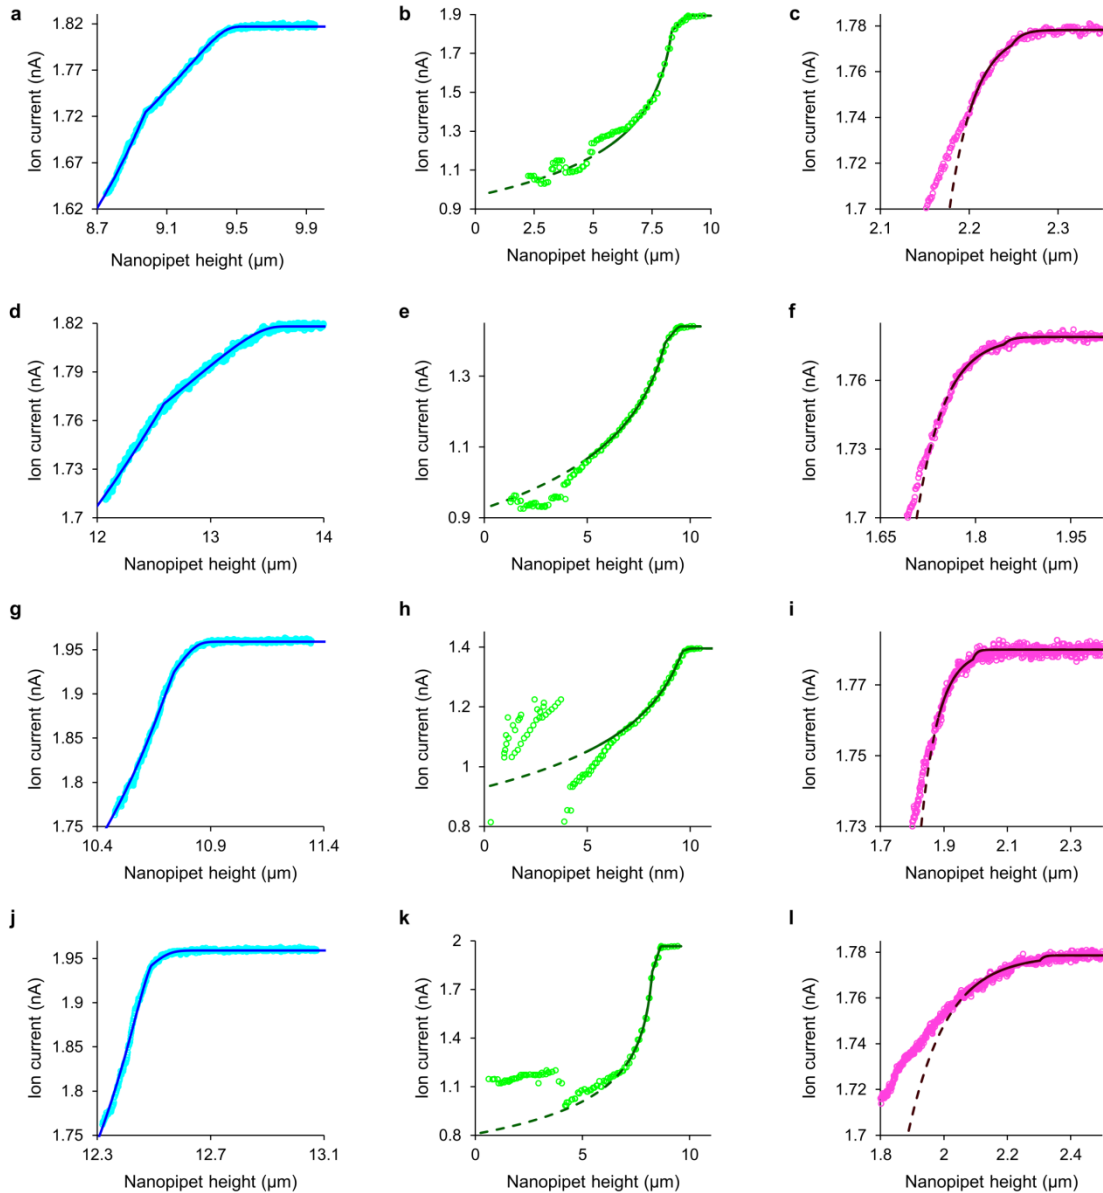 a
Ion current (nA)
1.82
1.77
1.72
1.67
1.62
8.7 9.1 9.5 9.9
Nanopipet height (µm)
b
Ion current (nA)
1.9
1.7
1.5
1.3
1.1
0.9
0 2.5 5 7.5 10
Nanopipet height (µm)
c
Ion current (nA)
1.78
1.76
1.74
1.72
1.7
2.1 2.2 2.3
Nanopipet height (µm)
d
Ion current (nA)
1.82
1.79
1.76
1.73
1.7
12 13 14
Nanopipet height (µm)
e
Ion current (nA)
1.3
1.1
0.9
0 5 10
Nanopipet height (µm)
f
Ion current (nA)
1.76
1.73
1.7
1.65 1.8 1.95
Nanopipet height (µm)
g
Ion current (nA)
1.95
1.9
1.85
1.8
1.75
10.4 10.9 11.4
Nanopipet height (µm)
h
Ion current (nA)
1.4
1.2
1
0.8
0 5 10
Nanopipet height (nm)
i
Ion current (nA)
1.77
1.75
1.73
1.7 1.9 2.1 2.3
Nanopipet height (µm)
j
Ion current (nA)
1.95
1.9
1.85
1.8
1.75
12.3 12.7 13.1
Nanopipet height (µm)
k
Ion current (nA)
2
1.7
1.4
1.1
0.8
0 5 10
Nanopipet height (µm)
l
Ion current (nA)
1.78
1.76
1.74
1.72
1.7
1.8 2 2.2 2.4
Nanopipet height (µm)